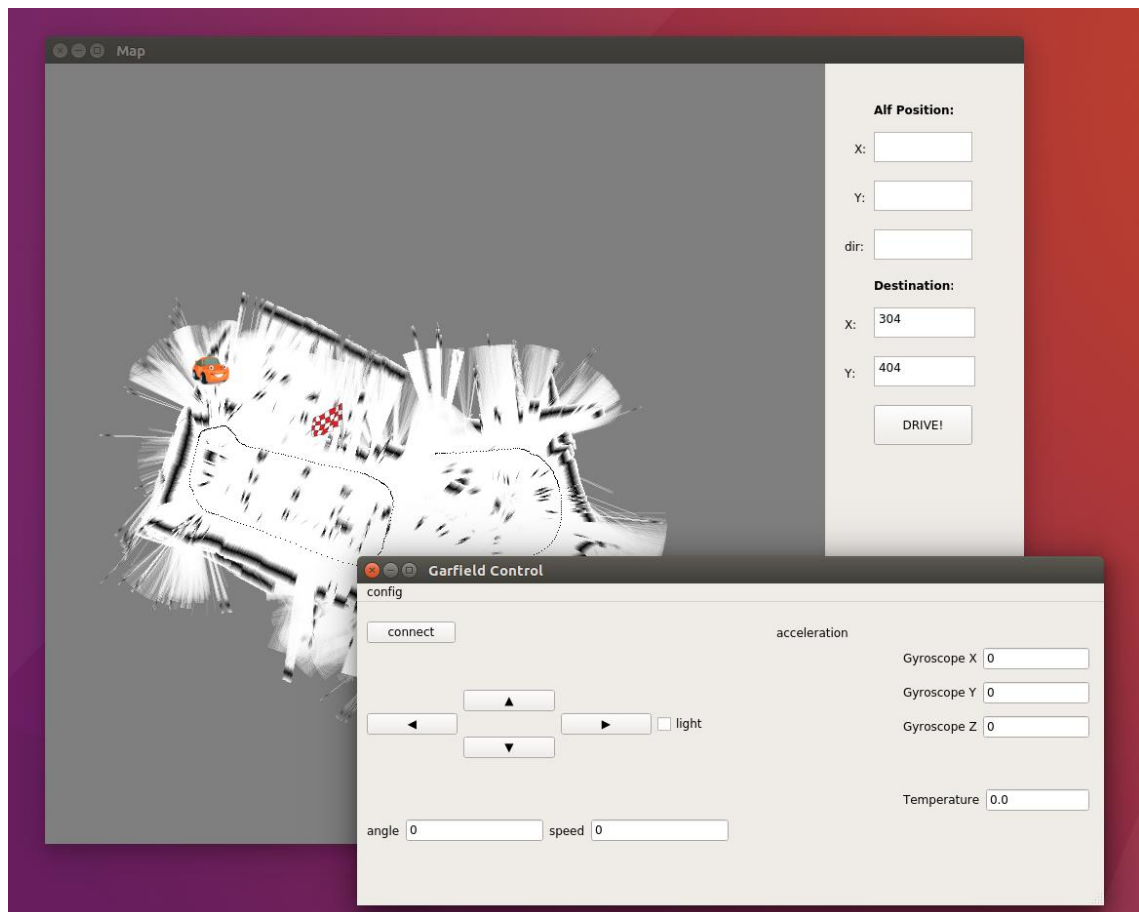 Map
Alf Position:
X:
Y:
dir:
Destination:
X: 304
Y: 404
DRIVE!
Garfield Control
config
connect
acceleration
Gyroscope X 0
Gyroscope Y 0
Gyroscope Z 0
light
Temperature 0.0
angle 0 speed 0